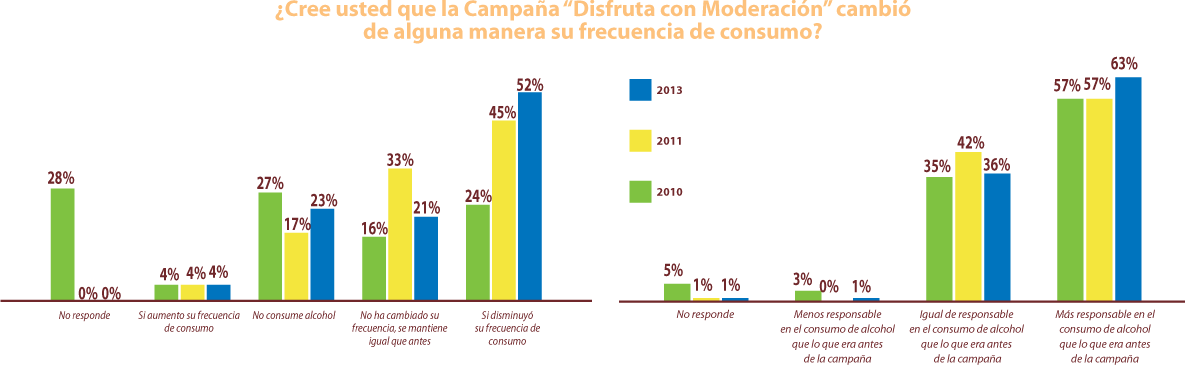 ¿Cree usted que la Campaña “Disfruta con Moderación” cambió
de alguna manera su frecuencia de consumo?
28%
0% 0%
4% 4% 4%
27%
17%
23%
16%
33%
21%
24%
45%
52%
No responde
Si aumento su frecuencia
de consumo
No consume alcohol
No ha cambiado su
frecuencia, se mantiene
igual que antes
Si disminuyó
su frecuencia de
consumo
2013
2011
2010
5%
1% 1%
3%
0%
1%
35%
42%
36%
57% 57%
63%
No responde
Menos responsable
en el consumo de alcohol
que lo que era antes
de la campaña
Igual de responsable
en el consumo de alcohol
que lo que era antes
de la campaña
Más responsable en el
consumo de alcohol
que lo que era antes
de la campaña